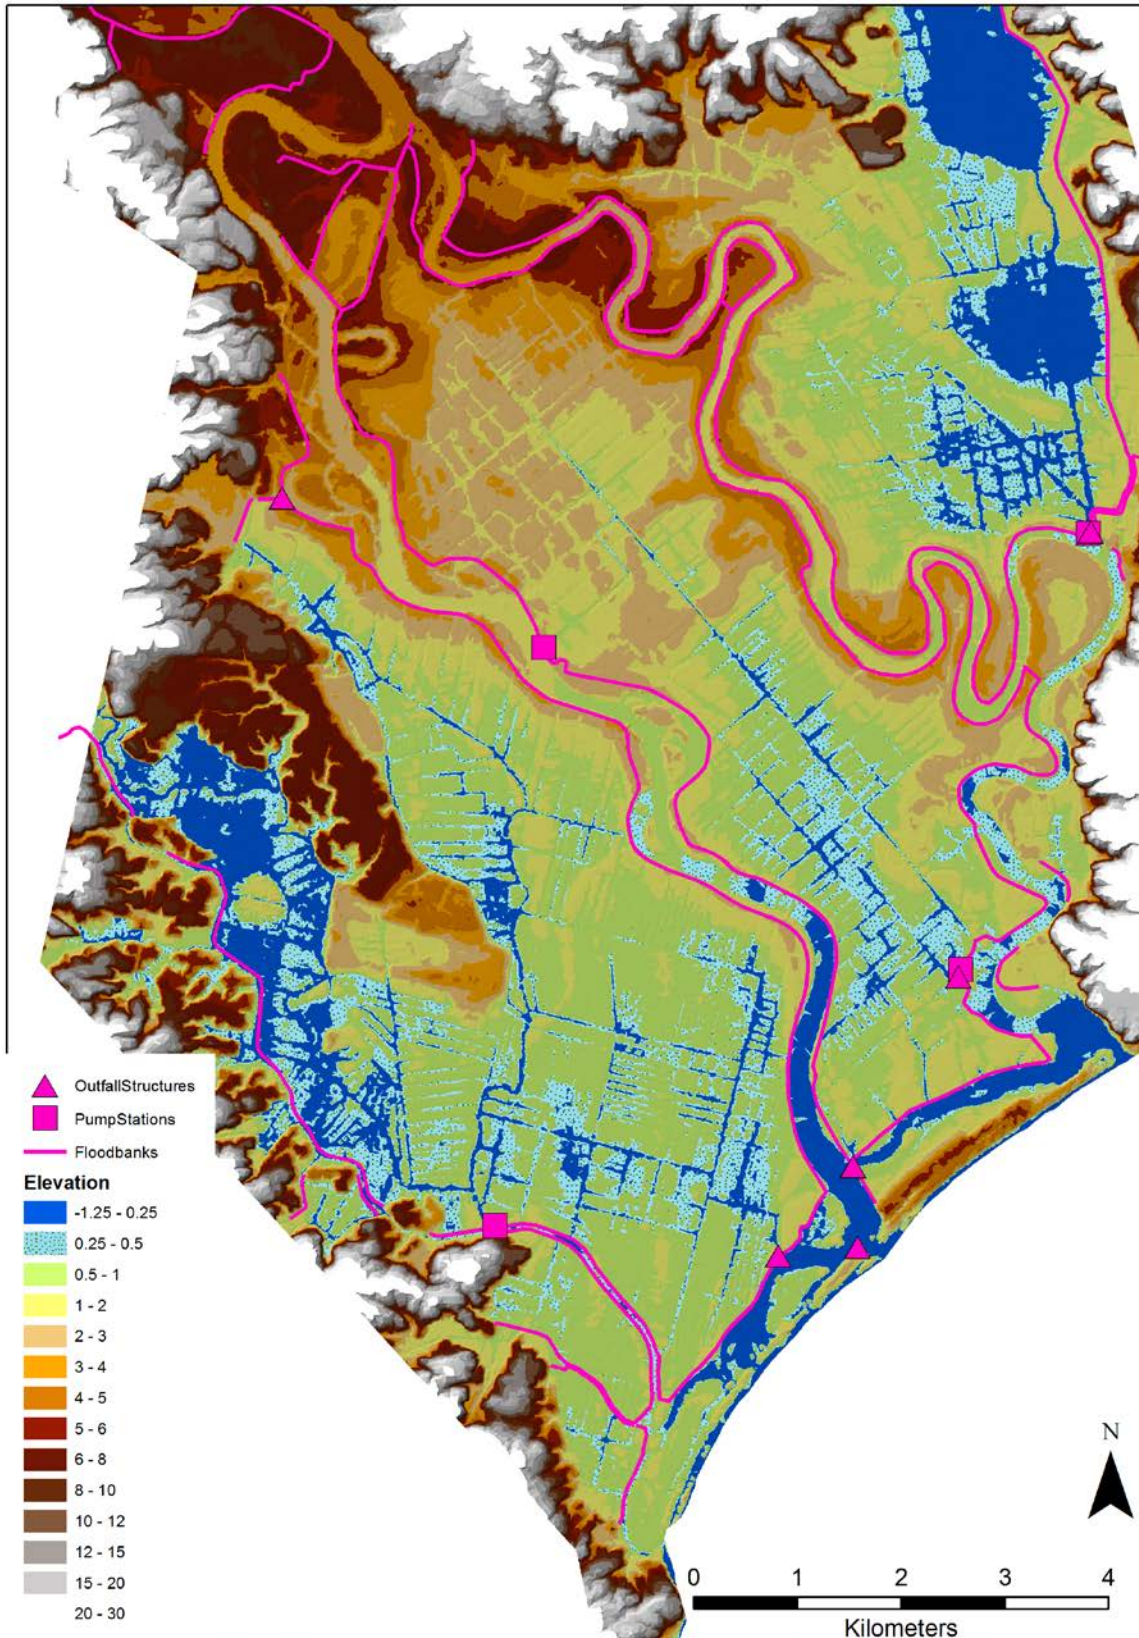 OutfallStructures
PumpStations
Floodbanks
Elevation
-1.25 - 0.25
0.25 - 0.5
0.5 - 1
1 - 2
2 - 3
3 - 4
4 - 5
5 - 6
6 - 8
8 - 10
10 - 12
12 - 15
15 - 20
20 - 30
N
0 1 2 3 4
Kilometers